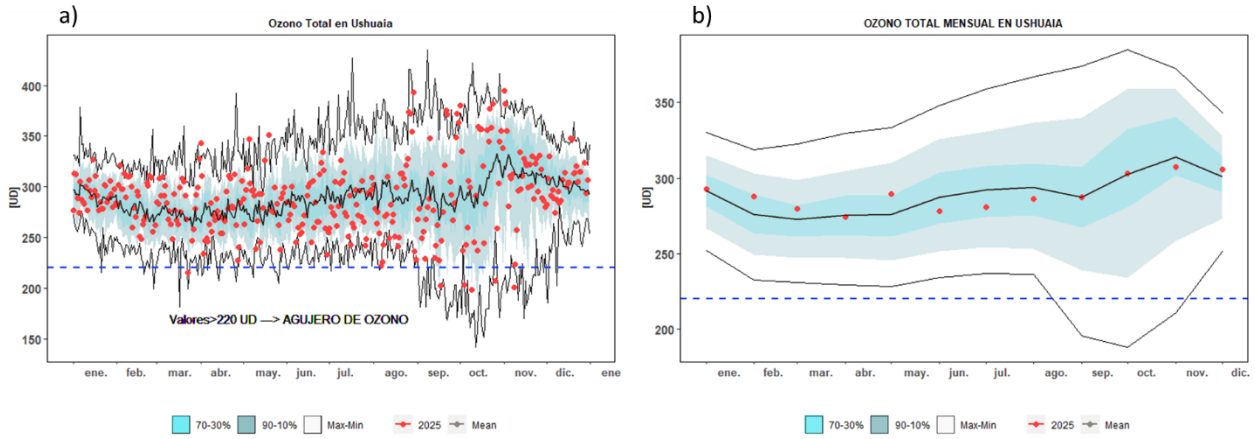 a)
Ozono Total en Ushuaia
[UD]
400
350
300
250
200
150
Valores>220 UD —> AGUJERO DE OZONO
ene. feb. mar. abr. may. jun. jul. ago. sep. oct. nov. dic. ene
70-30% 90-10% Max-Min 2025 Mean
b)
OZONO TOTAL MENSUAL EN USHUAIA
[UD]
350
300
250
200
ene. feb. mar. abr. may. jun. jul. ago. sep. oct. nov. dic.
70-30% 90-10% Max-Min 2025 Mean